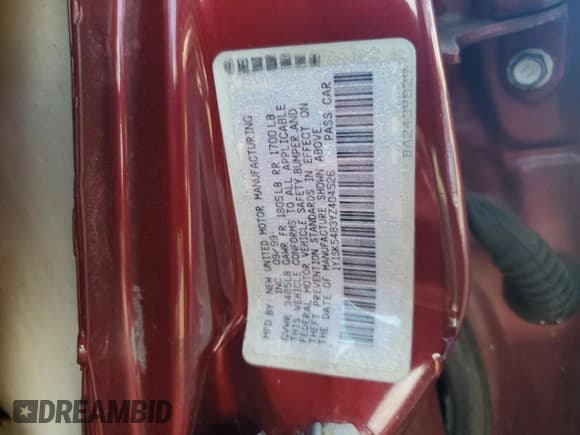 MFD BY NEW UNITED MOTOR MANUFACTURING
INC 09/99
GVWR 3485LB GAWR FR 1805LB RR 1700LB
THIS VEHICLE CONFORMS TO ALL APPLICABLE
FEDERAL MOTOR VEHICLE SAFETY BUMPER AND
THEFT PREVENTION STANDARDS IN EFFECT ON
THE DATE OF MANUFACTURE SHOWN ABOVE
1Y1SK5483YZ404526 PASS CAR
DREAMBID